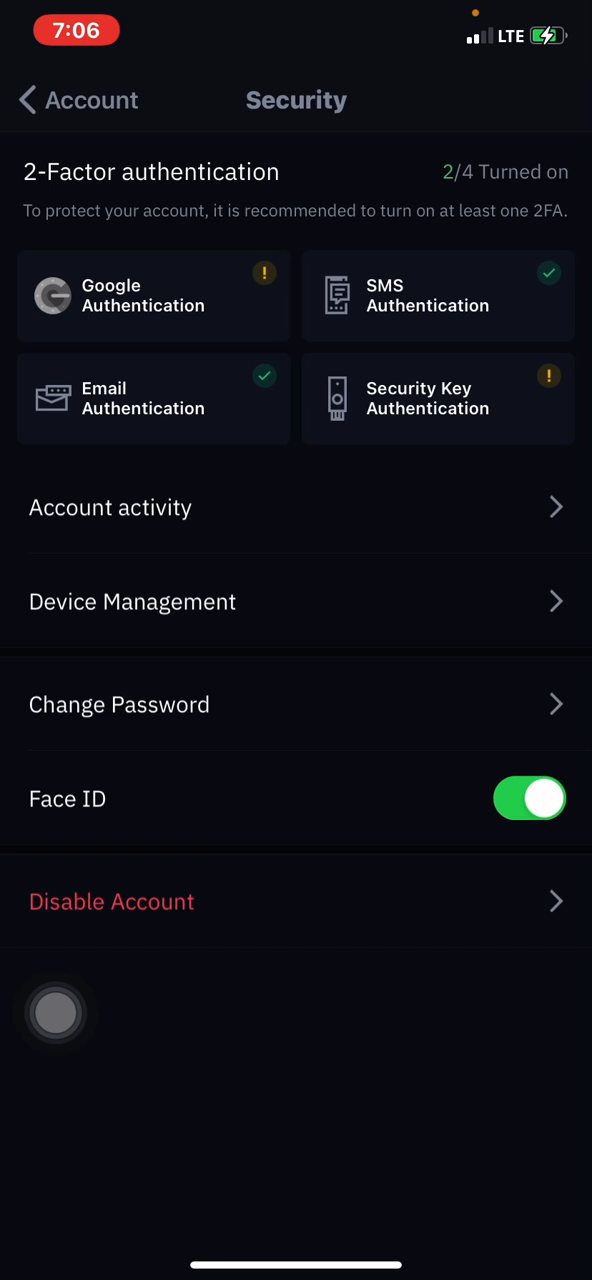 7:06
LTE
Account
Security
2-Factor authentication
2/4 Turned on
To protect your account, it is recommended to turn on at least one 2FA.
Google
Authentication
SMS
Authentication
Email
Authentication
Security Key
Authentication
Account activity
Device Management
Change Password
Face ID
Disable Account